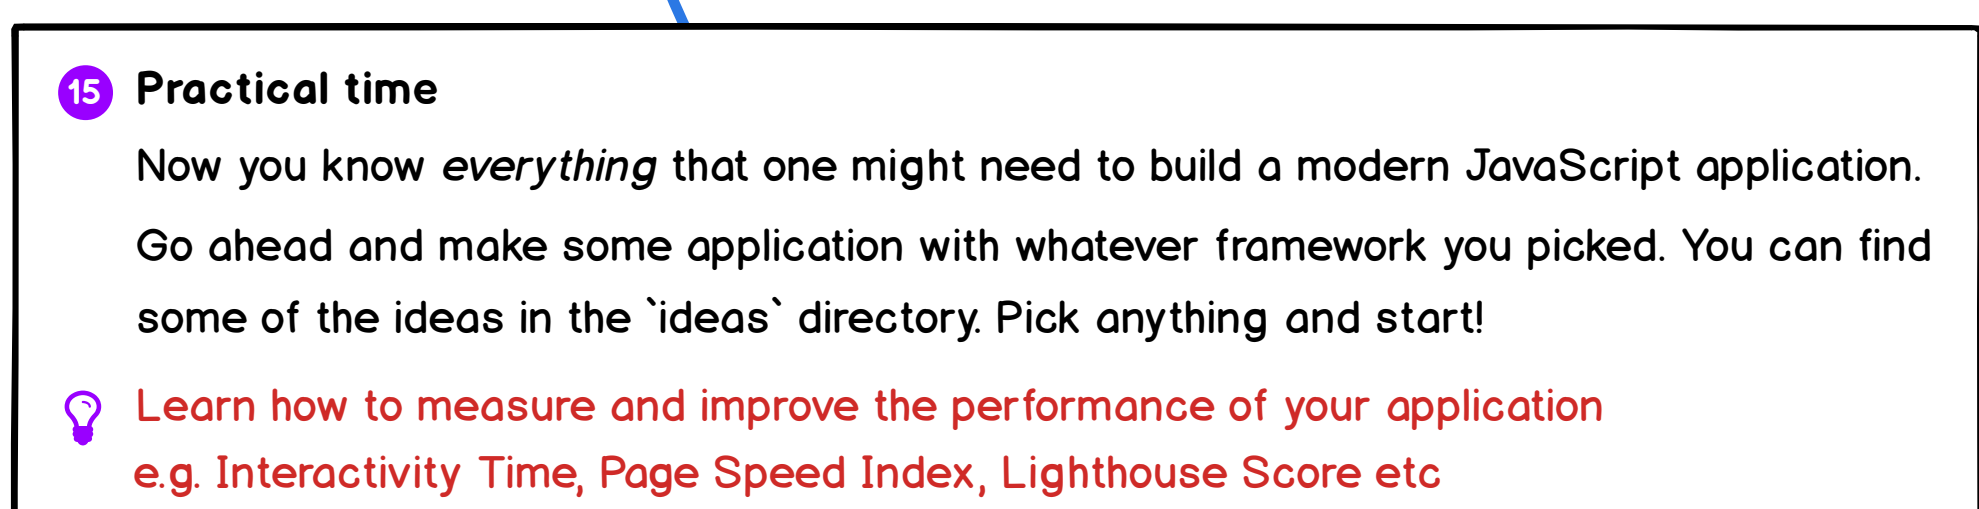 15 Practical time
Now you know everything that one might need to build a modern JavaScript application.
Go ahead and make some application with whatever framework you picked. You can find
some of the ideas in the `ideas` directory. Pick anything and start!
Learn how to measure and improve the performance of your application
e.g. Interactivity Time, Page Speed Index, Lighthouse Score etc